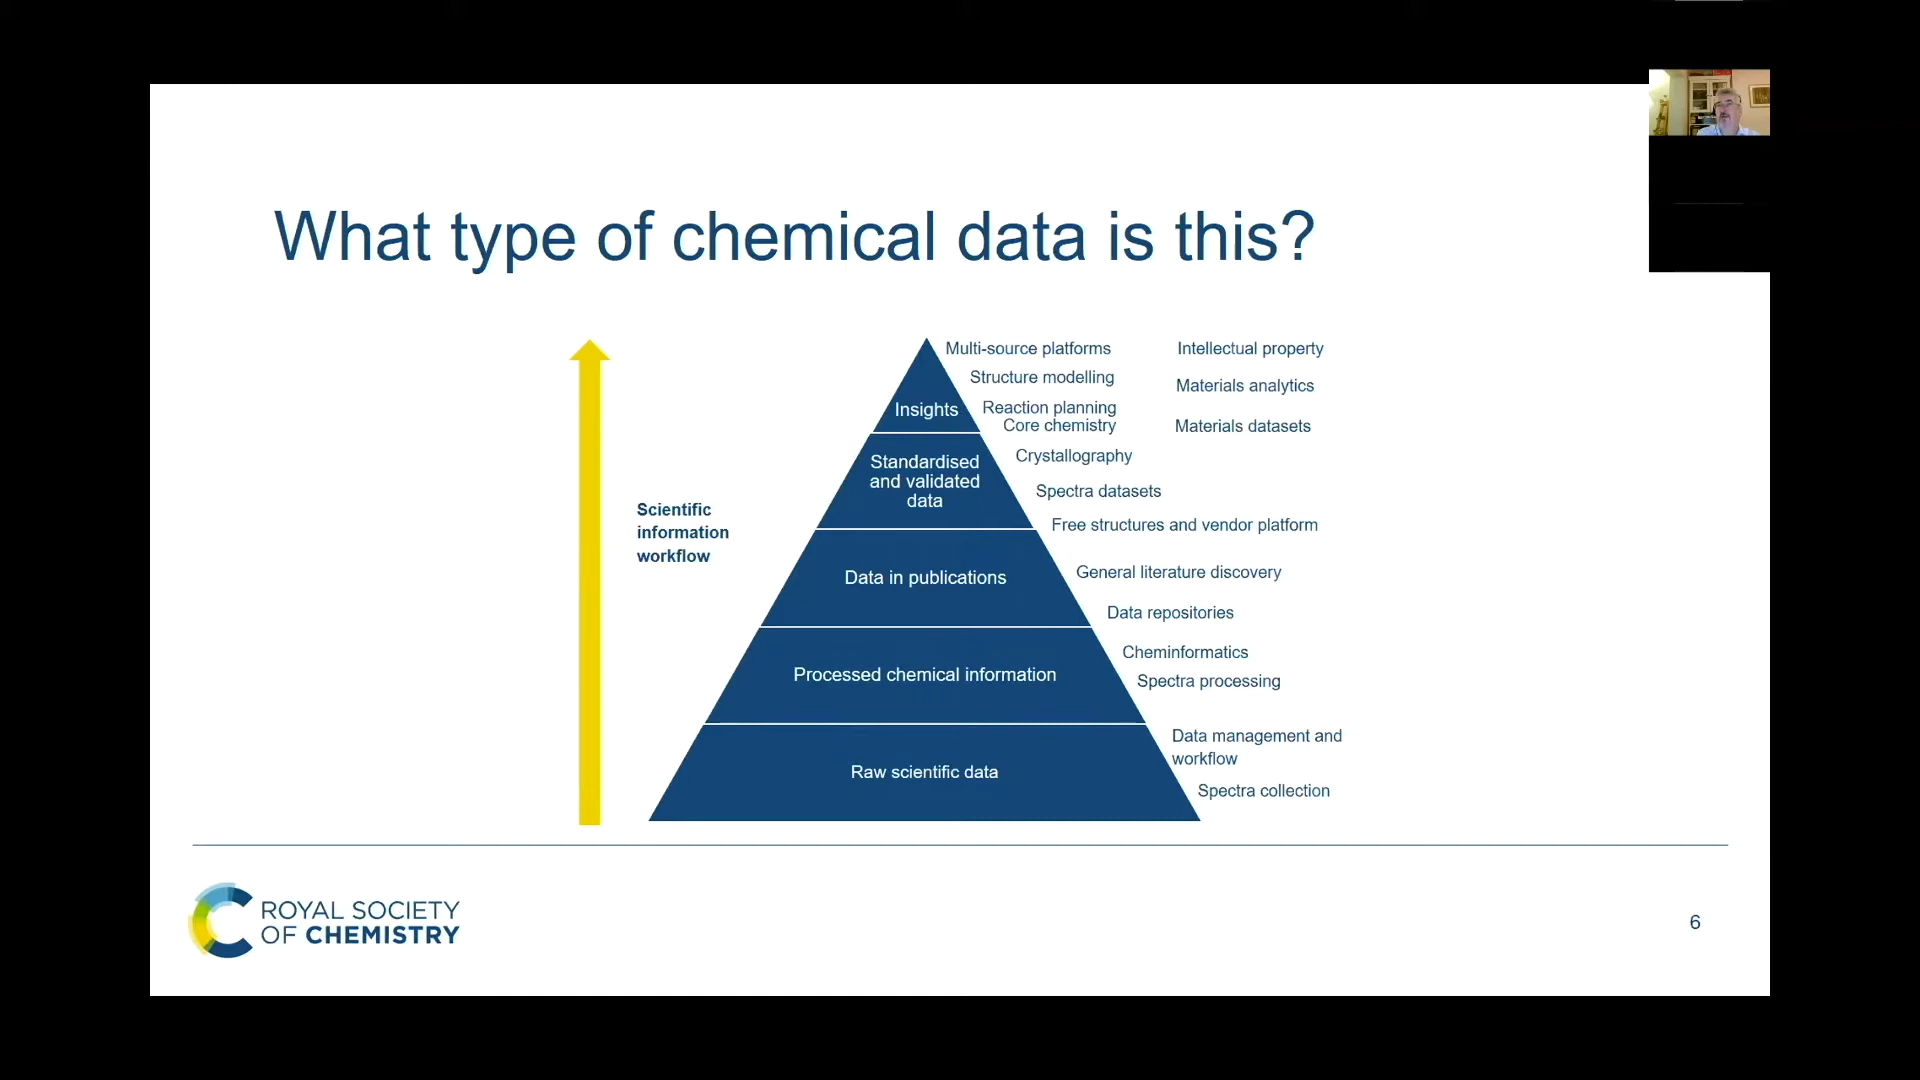 What type of chemical data is this?
Multi-source platforms
Intellectual property
Structure modelling
Materials analytics
Insights
Reaction planning
Core chemistry
Materials datasets
Standardised
and validated
data
Crystallography
Spectra datasets
Free structures and vendor platform
Scientific
information
workflow
Data in publications
General literature discovery
Data repositories
Processed chemical information
Cheminformatics
Spectra processing
Raw scientific data
Data management and
workflow
Spectra collection
ROYAL SOCIETY
OF CHEMISTRY
6